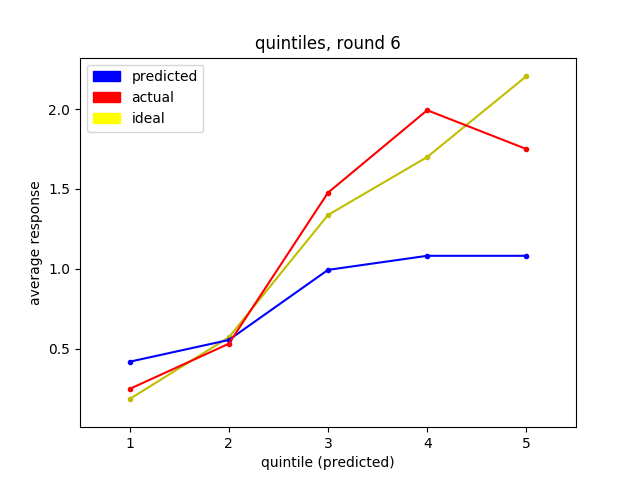 quintiles, round 6
predicted
actual
ideal
2.0
1.5
1.0
0.5
average response
1 2 3 4 5
quintile (predicted)